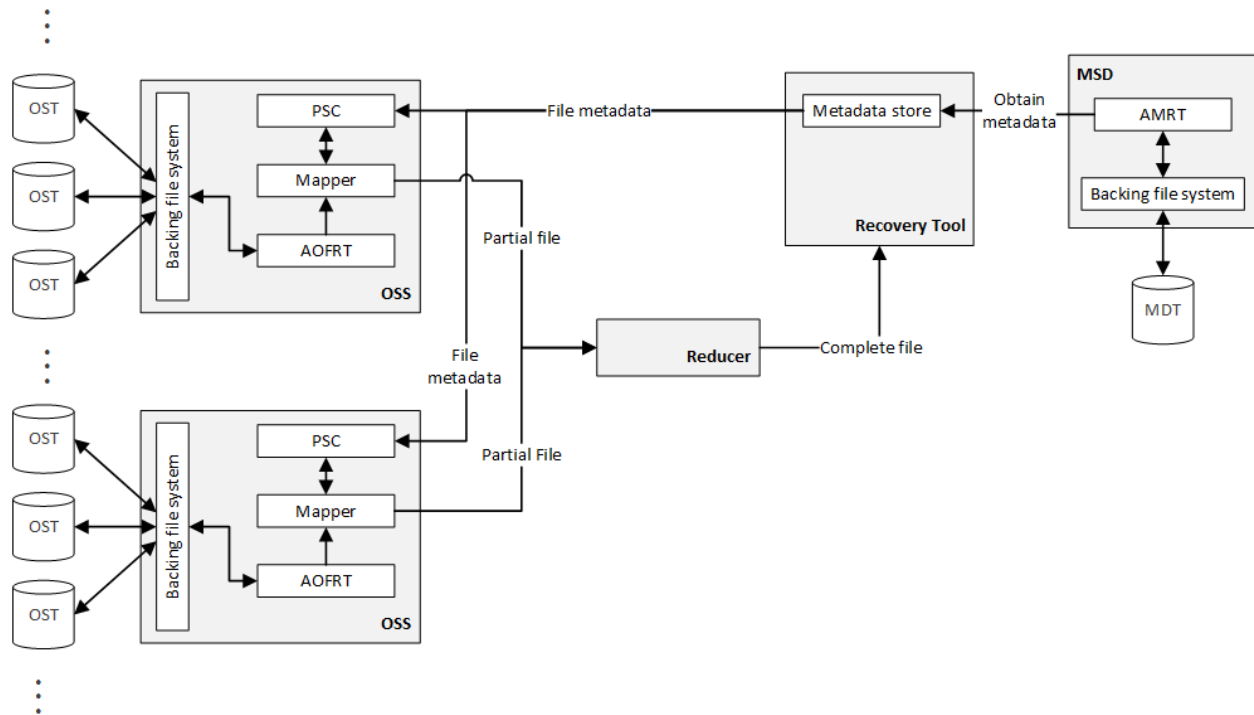 OST
OST
OST
Backing file system
PSC
Mapper
AOFRT
OSS
File metadata
Partial file
File
metadata
Partial File
Metadata store
Recovery Tool
Obtain
metadata
MSD
AMRT
Backing file system
MDT
Reducer
Complete file
OST
OST
OST
Backing file system
PSC
Mapper
AOFRT
OSS